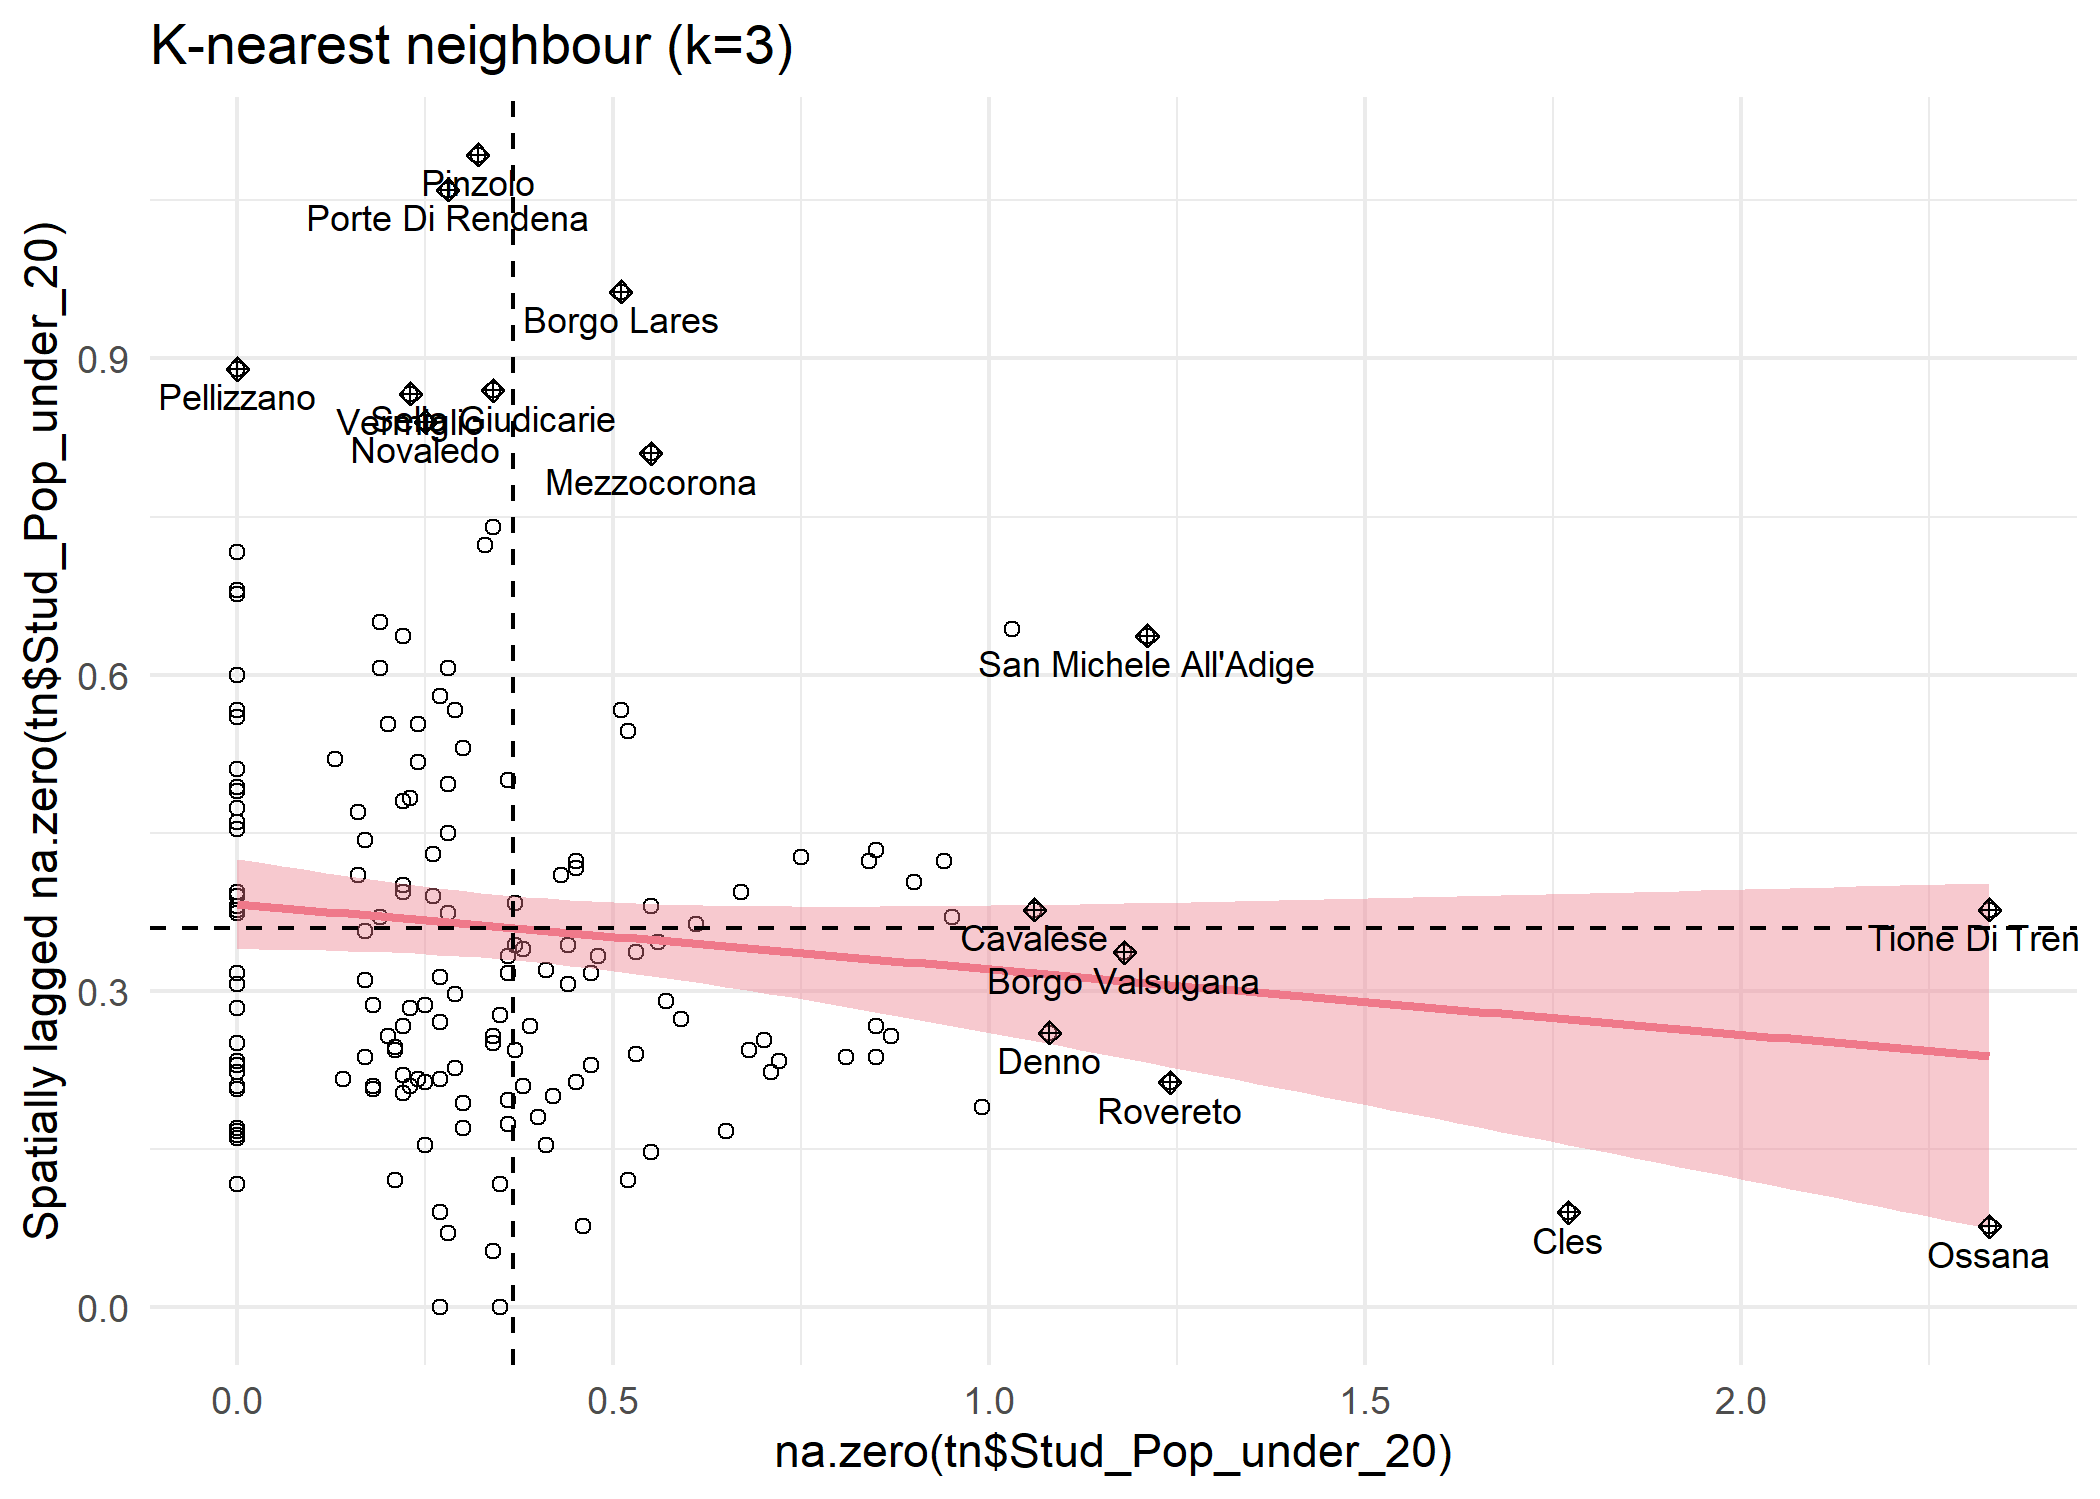 K-nearest neighbour (k=3)
Pinzolo
Porte Di Rendena
Borgo Lares
Pellizzano
Sella Giudicarie
Vermiglio
Novaledo
Mezzocorona
San Michele All'Adige
Cavalese
Tione Di Tren
Borgo Valsugana
Denno
Rovereto
Cles
Ossana
Spatially lagged na.zero(tn$Stud_Pop_under_20)
0.9
0.6
0.3
0.0
0.0 0.5 1.0 1.5 2.0
na.zero(tn$Stud_Pop_under_20)